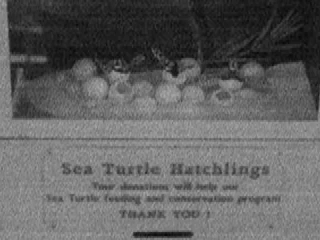 Sea Turtle Hatchlings
Your donations will help our
Sea Turtle feeding and conservation program
THANK YOU !